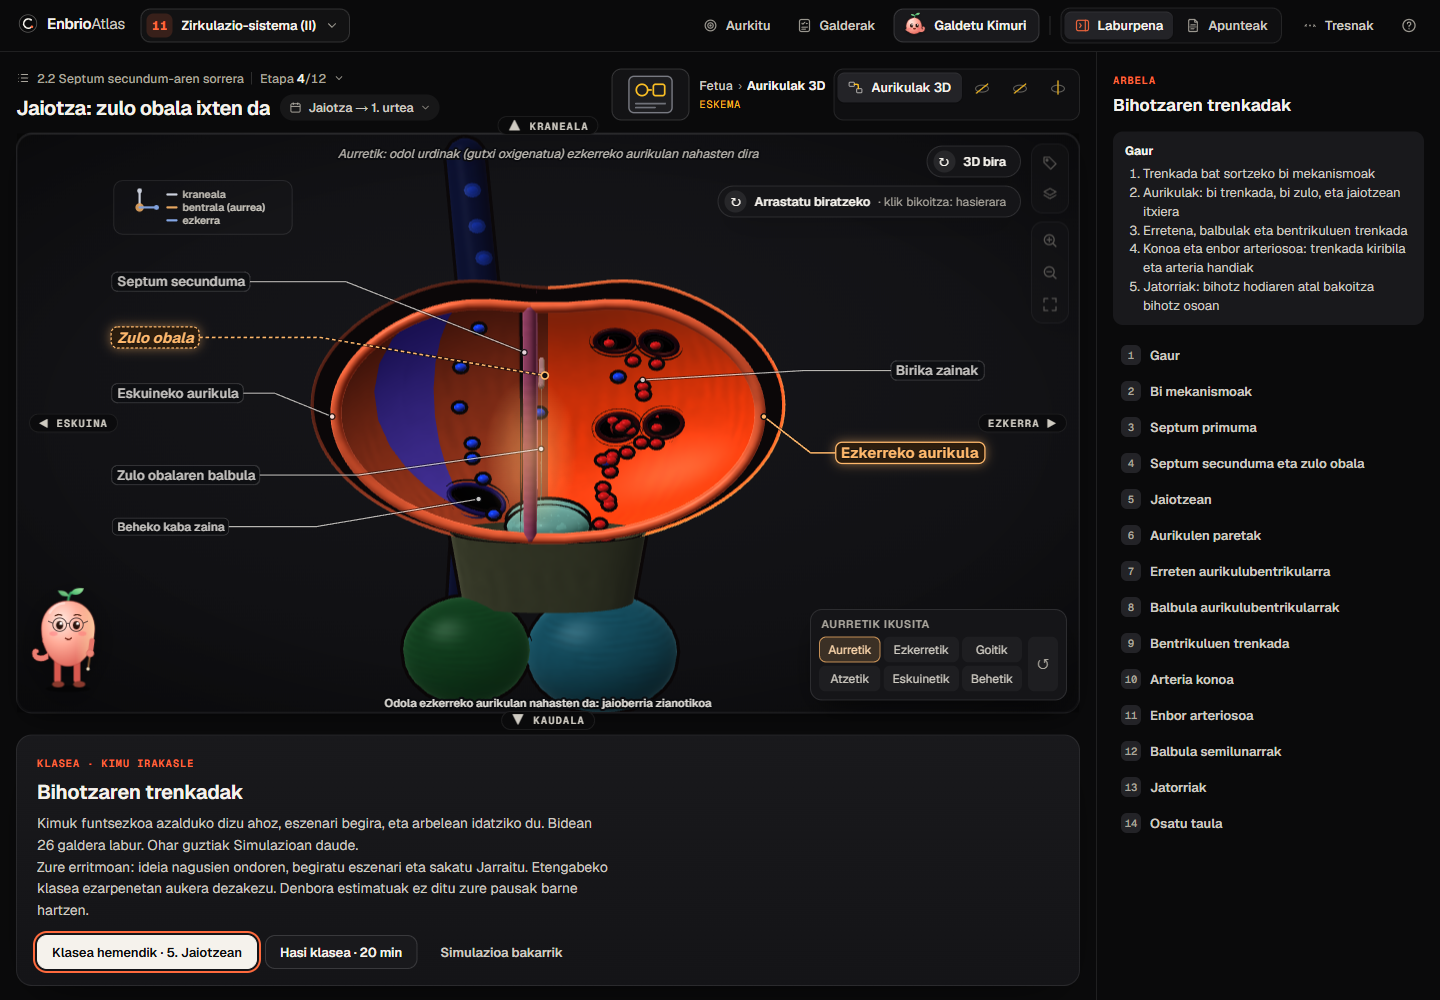 EnbrioAtlas
11 Zirkulazio-sistema (II)
Aurkitu
Galderak
Galdetu Kimuri
Laburpena
Apunteak
Tresnak
2.2 Septum secundum-aren sorrera
Etapa 4/12
Jaiotza: zulo obala ixten da
Jaiotza → 1. urtea
Fetua › Aurikulak 3D
ESKEMA
Aurikulak 3D
▲ KRANEALA
Aurretik: odol urdinak (gutxi oxigenatua) ezkerreko aurikulan nahasten dira
↻ 3D bira
↻ Arrastatu biratzeko · klik bikoitza: hasierara
kraneala
bentrala (aurrea)
ezkerra
Septum secunduma
Zulo obala
Eskuineko aurikula
◀ ESKUINA
Zulo obalaren balbula
Beheko kaba zaina
Birika zainak
EZKERRA ▶
Ezkerreko aurikula
AURRETIK IKUSITA
Aurretik
Ezkerretik
Goitik
Atzetik
Eskuinetik
Behetik
Odola ezkerreko aurikulan nahasten da: jaioberria zianotikoa
▼ KAUDALA
KLASEA · KIMU IRAKASLE
Bihotzaren trenkadak
Kimuk funtsezkoa azalduko dizu ahoz, eszenari begira, eta arbelean idatziko du. Bidean
26 galdera labur. Ohar guztiak Simulazioan daude.
Zure erritmoan: ideia nagusien ondoren, begiratu eszenari eta sakatu Jarraitu. Etengabeko
klasea ezarpenetan aukera dezakezu. Denbora estimatuak ez ditu zure pausak barne
hartzen.
Klasea hemendik · 5. Jaiotzean
Hasi klasea · 20 min
Simulazioa bakarrik
ARBELA
Bihotzaren trenkadak
Gaur
1. Trenkada bat sortzeko bi mekanismoak
2. Aurikulak: bi trenkada, bi zulo, eta jaiotzean
itxiera
3. Erretena, balbulak eta bentrikuluen trenkada
4. Konoa eta enbor arteriosoa: trenkada kiribila
eta arteria handiak
5. Jatorriak: bihotz hodiaren atal bakoitza
bihotz osoan
1 Gaur
2 Bi mekanismoak
3 Septum primuma
4 Septum secunduma eta zulo obala
5 Jaiotzean
6 Aurikulen paretak
7 Erreten aurikulubentrikularra
8 Balbula aurikulubentrikularrak
9 Bentrikuluen trenkada
10 Arteria konoa
11 Enbor arteriosoa
12 Balbula semilunarrak
13 Jatorriak
14 Osatu taula